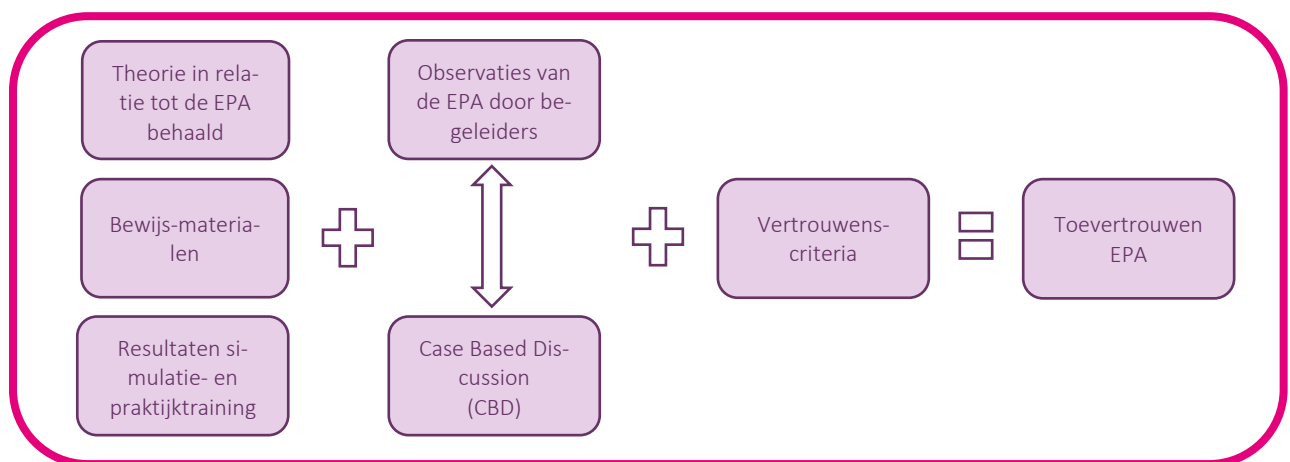 Theorie in rela-
tie tot de EPA
behaald
Bewijs-materia-
len
Resultaten si-
mulatie- en
praktijktraining
Observaties van
de EPA door be-
geleiders
Case Based Dis-
cussion
(CBD)
Vertrouwens-
criteria
Toevertrouwen
EPA